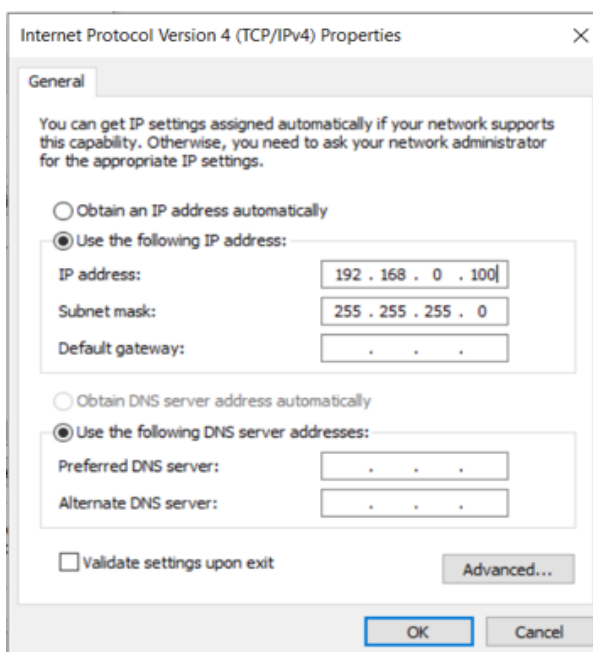 Internet Protocol Version 4 (TCP/IPv4) Properties
General
You can get IP settings assigned automatically if your network supports
this capability. Otherwise, you need to ask your network administrator
for the appropriate IP settings.
Obtain an IP address automatically
Use the following IP address:
IP address: 192 . 168 . 0 . 100
Subnet mask: 255 . 255 . 255 . 0
Default gateway: . . .
Obtain DNS server address automatically
Use the following DNS server addresses:
Preferred DNS server: . . .
Alternate DNS server: . . .
Validate settings upon exit
Advanced...
OK Cancel